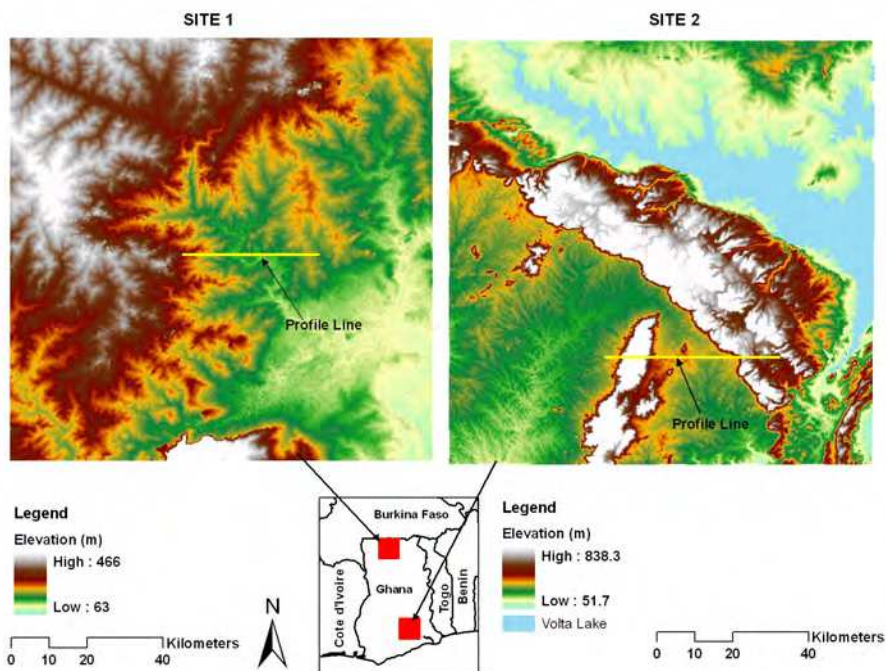 SITE 1
SITE 2
Profile Line
Profile Line
Legend
Elevation (m)
High : 466
Low : 63
0 10 20 40 Kilometers
N
Burkina Faso
Cote d'Ivoire
Ghana
Togo
Benin
Legend
Elevation (m)
High : 838.3
Low : 51.7
Volta Lake
Kilometers
0 10 20 40